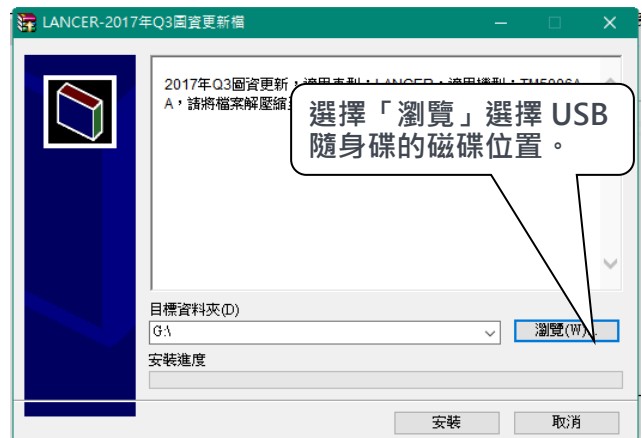 LANCER-2017年Q3圖資更新檔
2017年Q3圖資更新，適用車型：LANCER，適用機型：TM5006A
A，請將檔案解壓縮
選擇「瀏覽」選擇 USB
隨身碟的磁碟位置。
目標資料夾(D)
G:\
瀏覽(W)...
安裝進度
安裝
取消